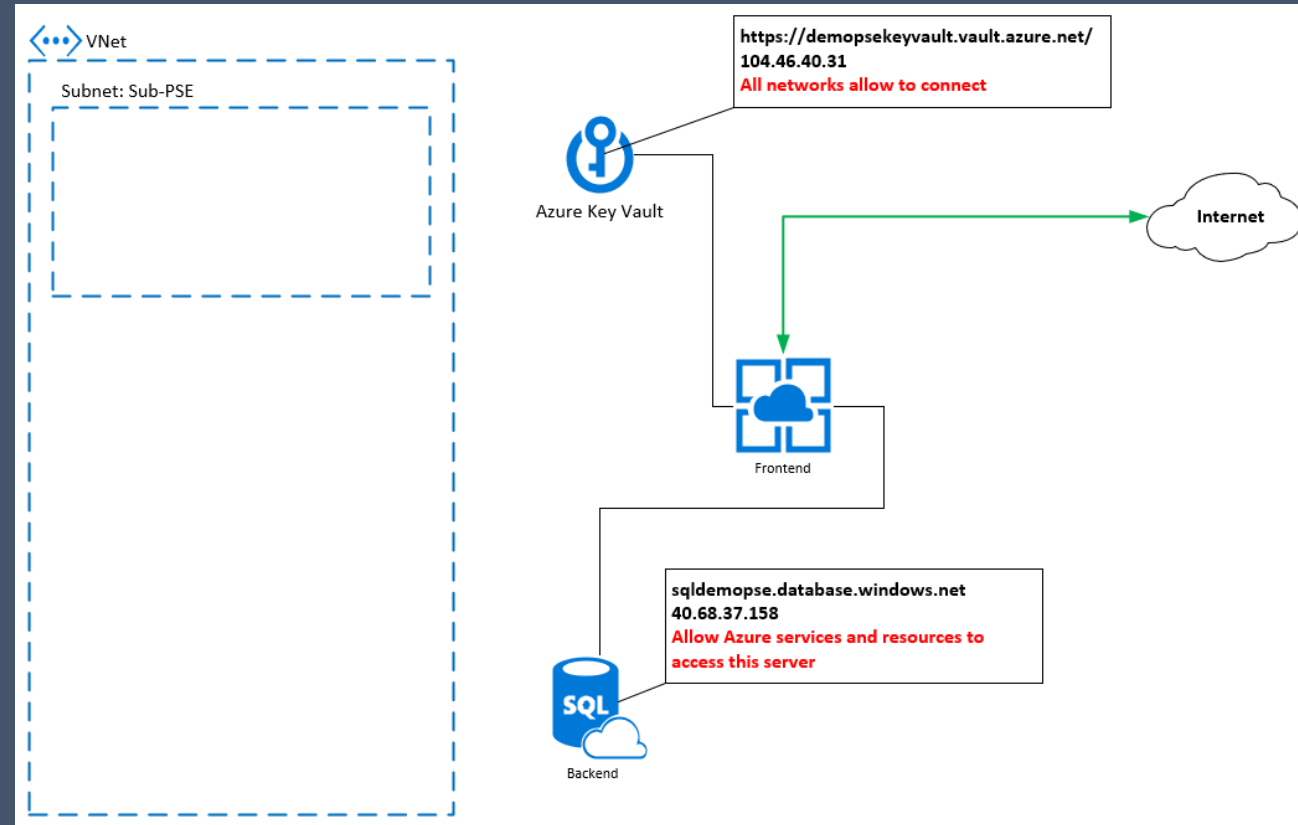 VNet
Subnet: Sub-PSE
https://demopsekeyvault.vault.azure.net/
104.46.40.31
All networks allow to connect
Azure Key Vault
Internet
Frontend
sqldemopse.database.windows.net
40.68.37.158
Allow Azure services and resources to
access this server
SQL
Backend